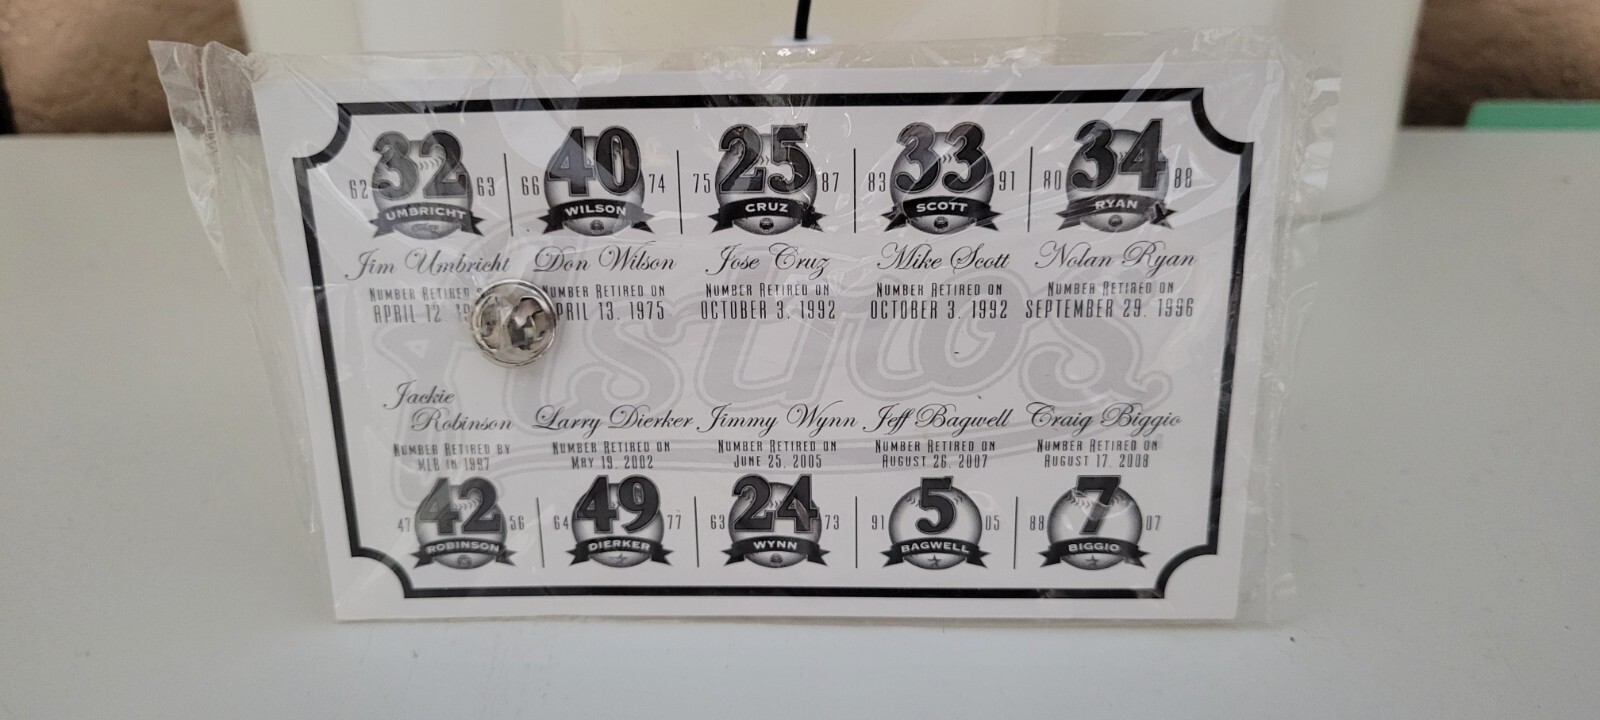 62 32 63
UMBRICHT
66 40 74
WILSON
75 25 87
CRUZ
83 33 91
SCOTT
80 34 88
RYAN
Jim Umbricht
NUMBER RETIRED
APRIL 12, 19
Don Wilson
NUMBER RETIRED ON
APRIL 13, 1975
Jose Cruz
NUMBER RETIRED ON
OCTOBER 3, 1992
Mike Scott
NUMBER RETIRED ON
OCTOBER 3, 1992
Nolan Ryan
NUMBER RETIRED ON
SEPTEMBER 29, 1996
Astros
Jackie
Robinson
NUMBER RETIRED BY
MLB IN 1997
47 42 56
ROBINSON
Larry Dierker
NUMBER RETIRED ON
MAY 19, 2002
64 49 77
DIERKER
Jimmy Wynn
NUMBER RETIRED ON
JUNE 25, 2005
63 24 73
WYNN
Jeff Bagwell
NUMBER RETIRED ON
AUGUST 26, 2007
91 5 05
BAGWELL
Craig Biggio
NUMBER RETIRED ON
AUGUST 17, 2008
88 7 07
BIGGIO